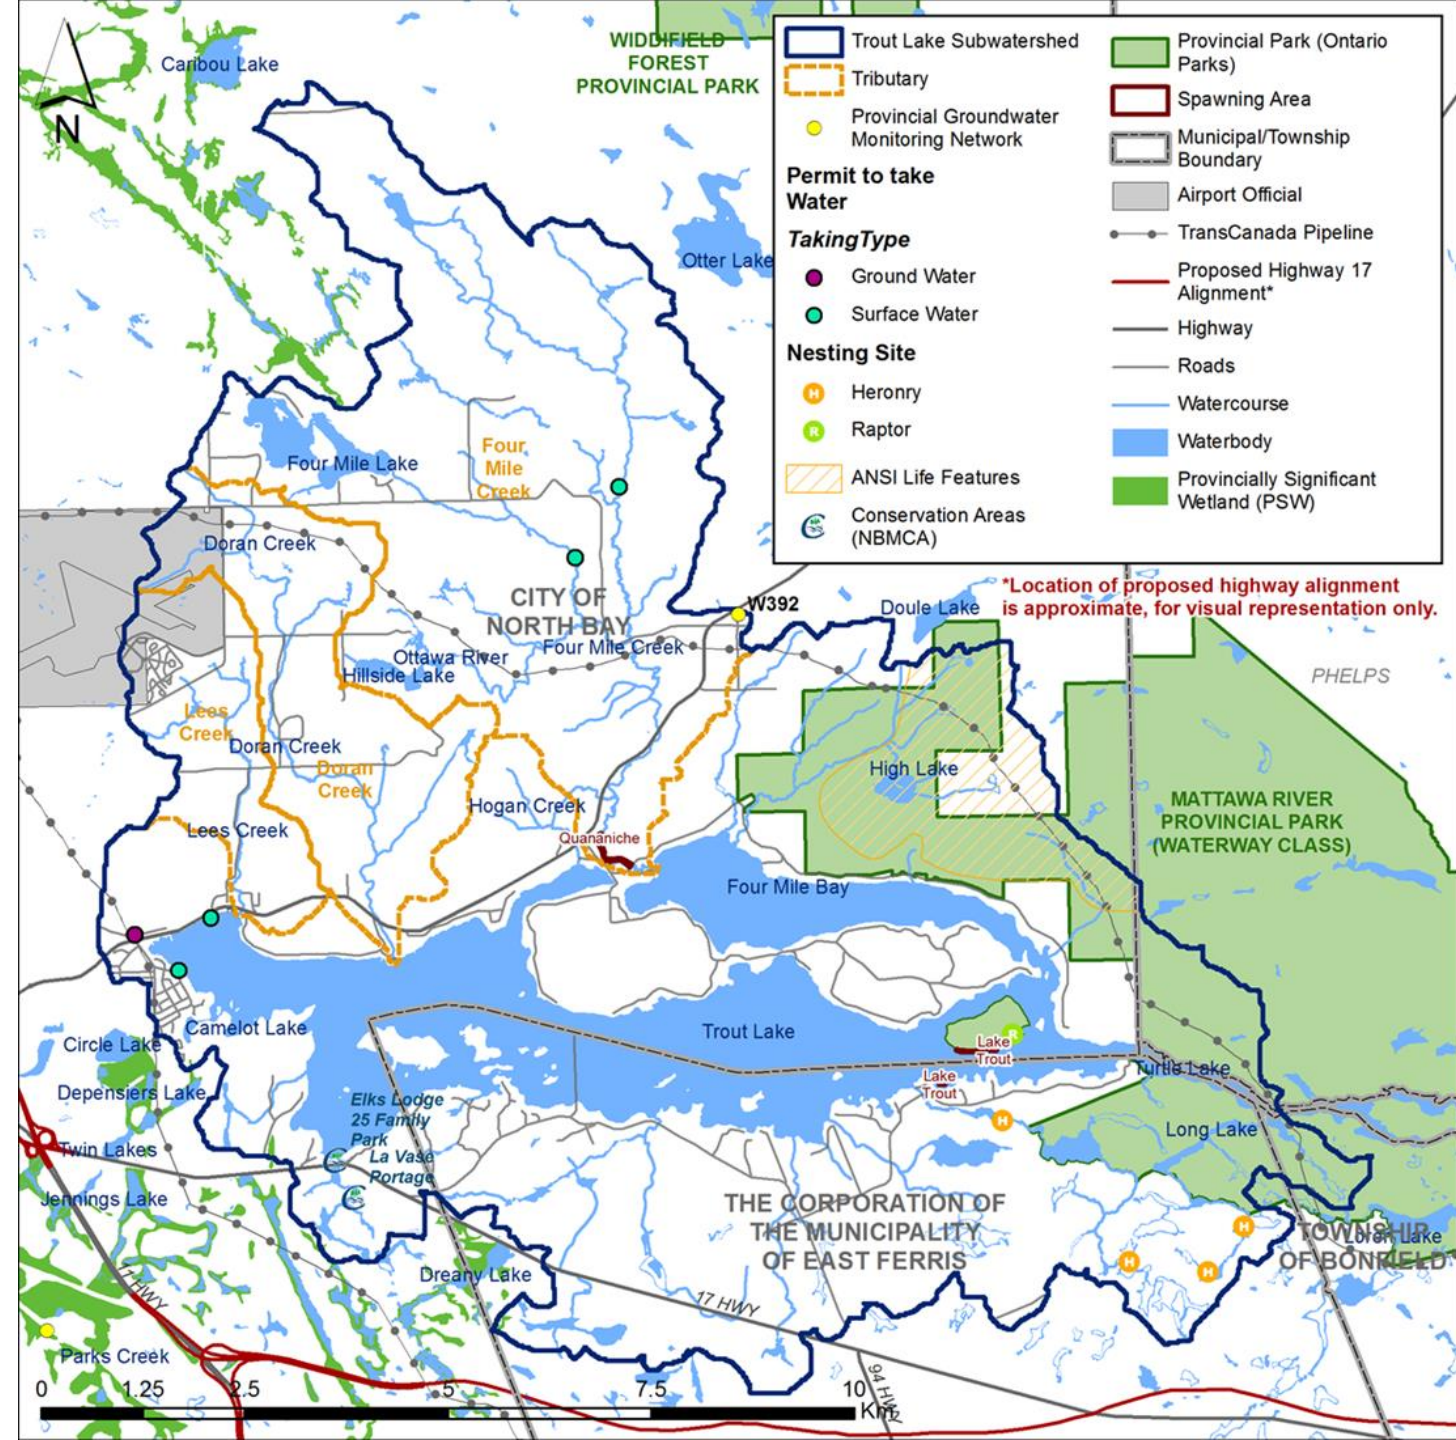 WIDDIFIELD
FOREST
PROVINCIAL PARK
Caribou Lake
N
Otter Lake
Trout Lake Subwatershed
Tributary
Provincial Groundwater
Monitoring Network
Permit to take
Water
TakingType
Ground Water
Surface Water
Nesting Site
H
Heronry
R
Raptor
ANSI Life Features
Conservation Areas
(NBMCA)
Provincial Park (Ontario
Parks)
Spawning Area
Municipal/Township
Boundary
Airport Official
TransCanada Pipeline
Proposed Highway 17
Alignment*
Highway
Roads
Watercourse
Waterbody
Provincially Significant
Wetland (PSW)
*Location of proposed highway alignment
is approximate, for visual representation only.
Four Mile Lake
Four
Mile
Creek
Doran Creek
CITY OF
NORTH BAY
W392
Doule Lake
Four Mile Creek
Ottawa River
Hillside Lake
PHELPS
Lees
Creek
Doran Creek
Doran
Creek
High Lake
Hogan Creek
MATTAWA RIVER
PROVINCIAL PARK
(WATERWAY CLASS)
Lees Creek
Quananiche
Four Mile Bay
Camelot Lake
Trout Lake
R
Lake
Trout
Circle Lake
Turtle Lake
Lake
Trout
Depensiers Lake
Elks Lodge
25 Family
Park
H
Long Lake
Twin Lakes
La Vase
Portage
Jennings Lake
THE CORPORATION OF
THE MUNICIPALITY
OF EAST FERRIS
H
H
H
TOWNSHIP
OF BONFIELD
Loren Lake
Dreany Lake
17 HWY
17 HWY
Parks Creek
94 HWY
0 1.25 2.5 5 7.5 10
Km